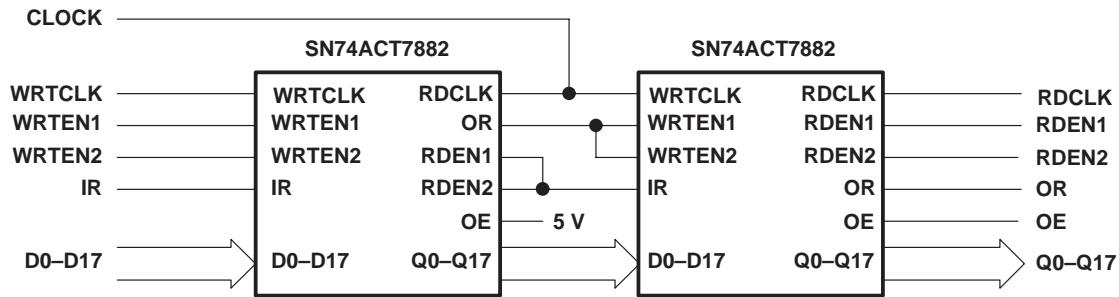 CLOCK
SN74ACT7882 SN74ACT7882
WRTCLK WRTCLK RDCLK WRTCLK RDCLK RDCLK
WRTEN1 WRTEN1 OR WRTEN1 RDEN1 RDEN1
WRTEN2 WRTEN2 RDEN1 WRTEN2 RDEN2 RDEN2
IR IR RDEN2 IR OR OR
OE 5 V OE OE
D0–D17 D0–D17 Q0–Q17 D0–D17 Q0–Q17 Q0–Q17